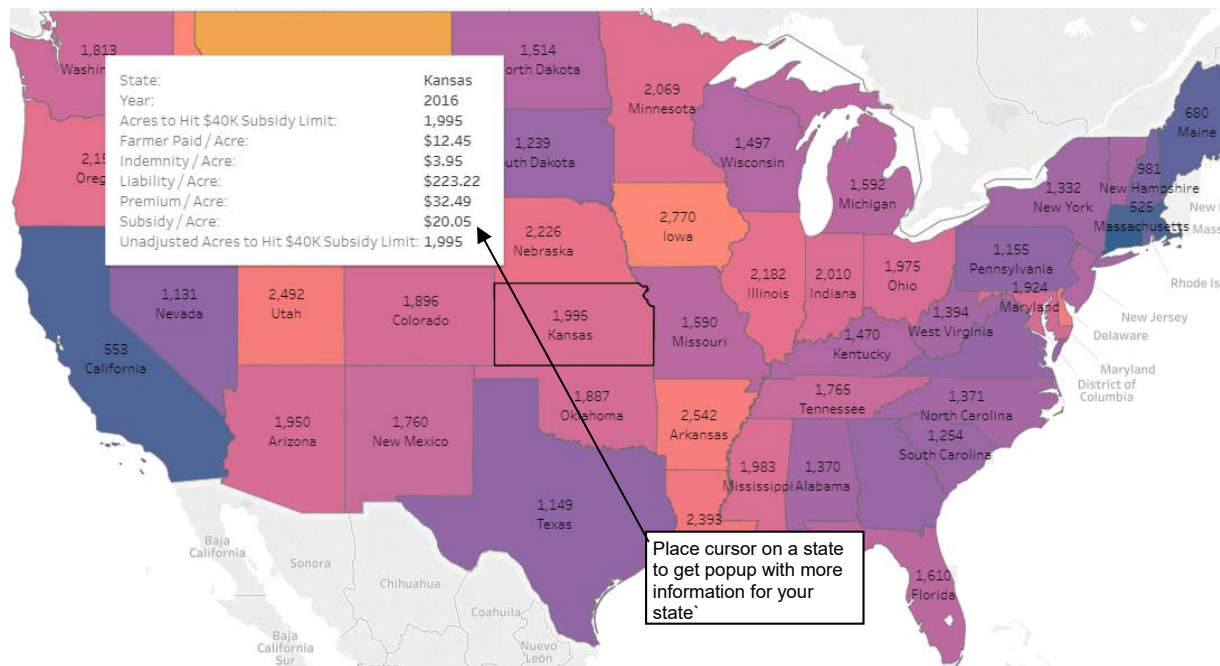 1,813
Washin
State: Kansas
Year: 2016
Acres to Hit $40K Subsidy Limit: 1,995
Farmer Paid / Acre: $12.45
Indemnity / Acre: $3.95
Liability / Acre: $223.22
Premium / Acre: $32.49
Subsidy / Acre: $20.05
Unadjusted Acres to Hit $40K Subsidy Limit: 1,995
1,514
orth Dakota
2,069
Minnesota
680
Maine
1,239
uth Dakota
1,497
Wisconsin
981
New Hampshire
2,15
Oreg
1,592
Michigan
1,332
New York
525
Massachusetts
New
Mass
2,770
Iowa
2,226
Nebraska
1,155
Pennsylvania
Rhode Is
1,131
Nevada
2,492
Utah
1,896
Colorado
1,995
Kansas
1,590
Missouri
2,182
Illinois
2,010
Indiana
1,975
Ohio
1,924
Maryland
1,394
West Virginia
New Jersey
Delaware
553
California
1,470
Kentucky
Maryland
District of
Columbia
1,950
Arizona
1,760
New Mexico
1,887
Oklahoma
2,542
Arkansas
1,765
Tennessee
1,371
North Carolina
1,254
South Carolina
1,983
Mississippi
1,370
Alabama
1,149
Texas
2,393
Place cursor on a state
to get popup with more
information for your
state`
1,610
Florida
Baja
California
Sonora
Chihuahua
Coahuila
Baja
California
Sur
Nuevo
León